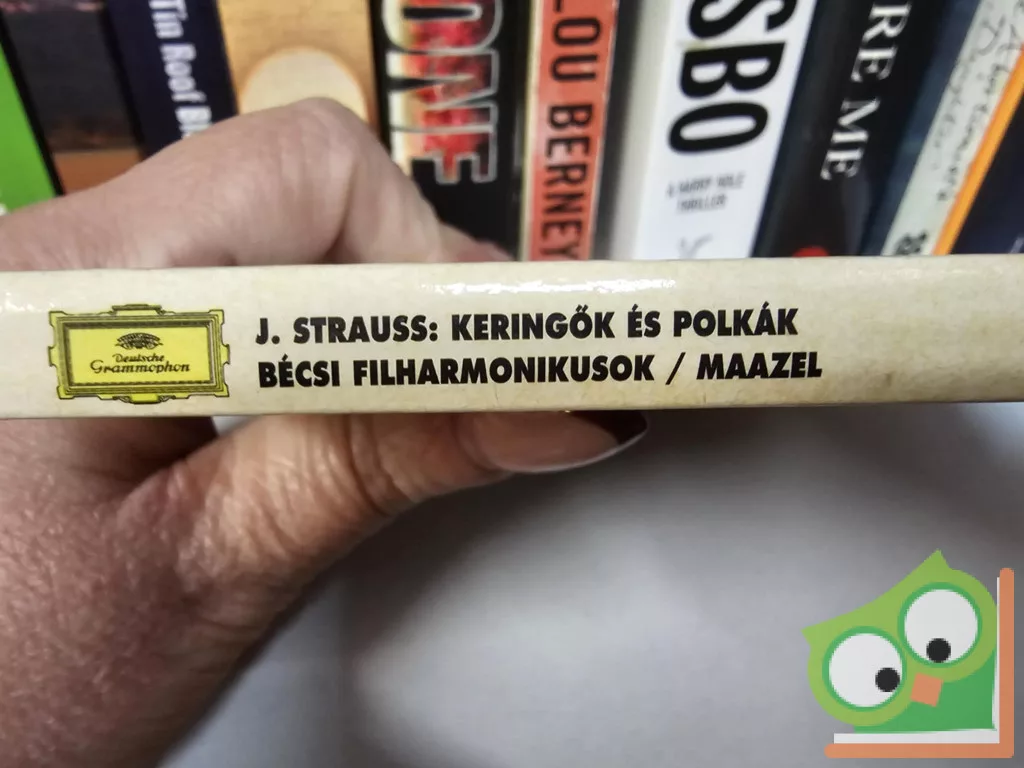 Tin Roof Bl
ONE
LOU BERNEY
SBO
A HARRY HOLE
THRILLER
RE ME
Deutsche
Grammophon
J. STRAUSS: KERINGŐK ÉS POLKÁK
BÉCSI FILHARMONIKUSOK / MAAZEL